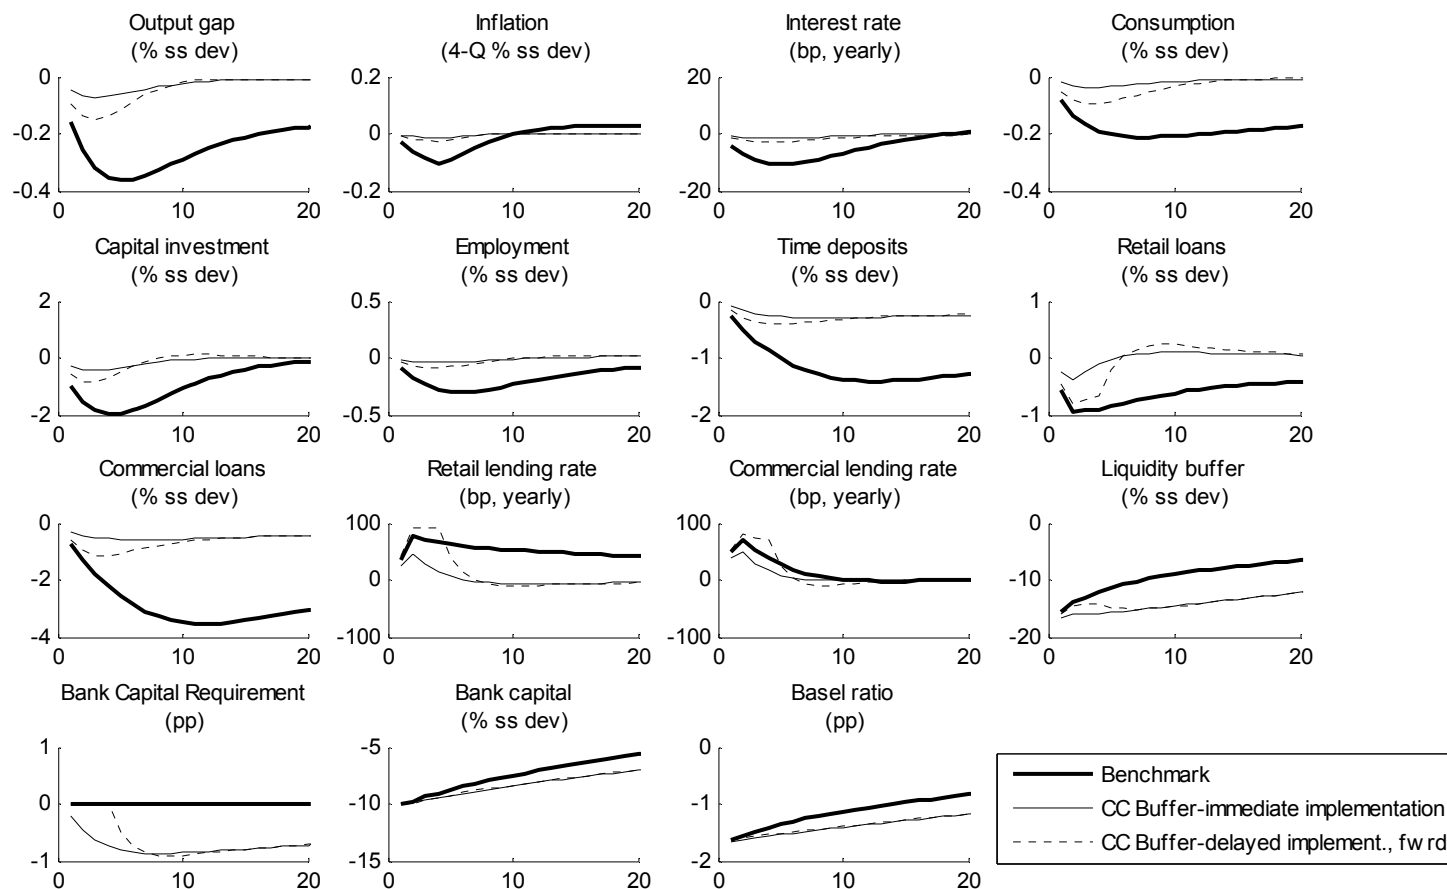 Output gap
(% ss dev)
0
-0.2
-0.4
0 10 20
Inflation
(4-Q % ss dev)
0.2
0
-0.2
0 10 20
Interest rate
(bp, yearly)
20
0
-20
0 10 20
Consumption
(% ss dev)
0
-0.2
-0.4
0 10 20
Capital investment
(% ss dev)
2
0
-2
0 10 20
Employment
(% ss dev)
0.5
0
-0.5
0 10 20
Time deposits
(% ss dev)
0
-1
-2
0 10 20
Retail loans
(% ss dev)
1
0
-1
0 10 20
Commercial loans
(% ss dev)
0
-2
-4
0 10 20
Retail lending rate
(bp, yearly)
100
0
-100
0 10 20
Commercial lending rate
(bp, yearly)
100
0
-100
0 10 20
Liquidity buffer
(% ss dev)
0
-10
-20
0 10 20
Bank Capital Requirement
(pp)
1
0
-1
0 10 20
Bank capital
(% ss dev)
-5
-10
-15
0 10 20
Basel ratio
(pp)
0
-1
-2
0 10 20
Benchmark
CC Buffer-immediate implementation
CC Buffer-delayed implement., fwrd